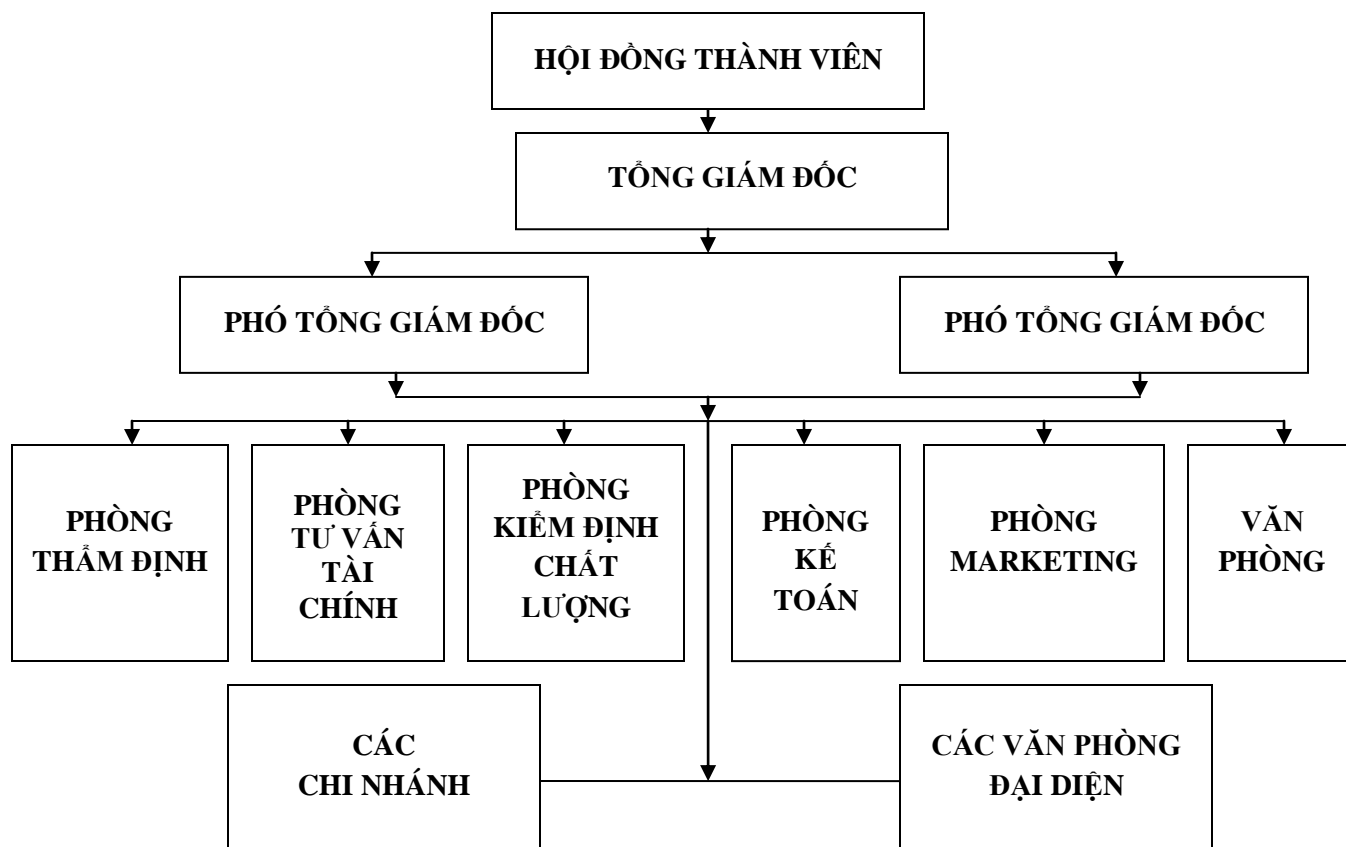 HỘI ĐỒNG THÀNH VIÊN
TỔNG GIÁM ĐỐC
PHÓ TỔNG GIÁM ĐỐC
PHÓ TỔNG GIÁM ĐỐC
PHÒNG
THẨM ĐỊNH
PHÒNG
TƯ VẤN
TÀI
CHÍNH
PHÒNG
KIỂM ĐỊNH
CHẤT
LƯỢNG
PHÒNG
KẾ
TOÁN
PHÒNG
MARKETING
VĂN
PHÒNG
CÁC
CHI NHÁNH
CÁC VĂN PHÒNG
ĐẠI DIỆN